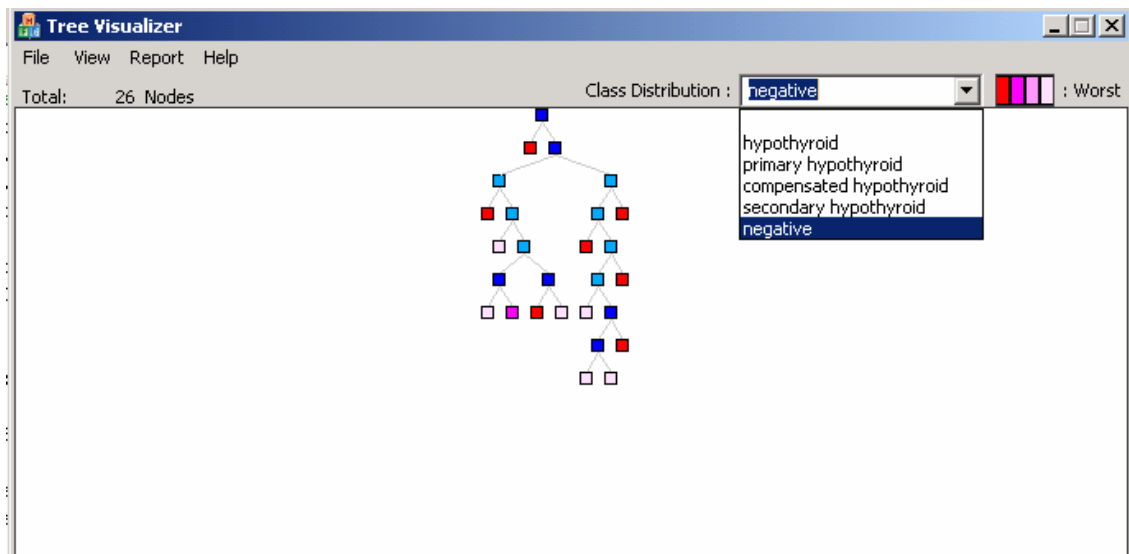 Tree Visualizer
File View Report Help
Total: 26 Nodes
Class Distribution : negative : Worst
hypothyroid
primary hypothyroid
compensated hypothyroid
secondary hypothyroid
negative